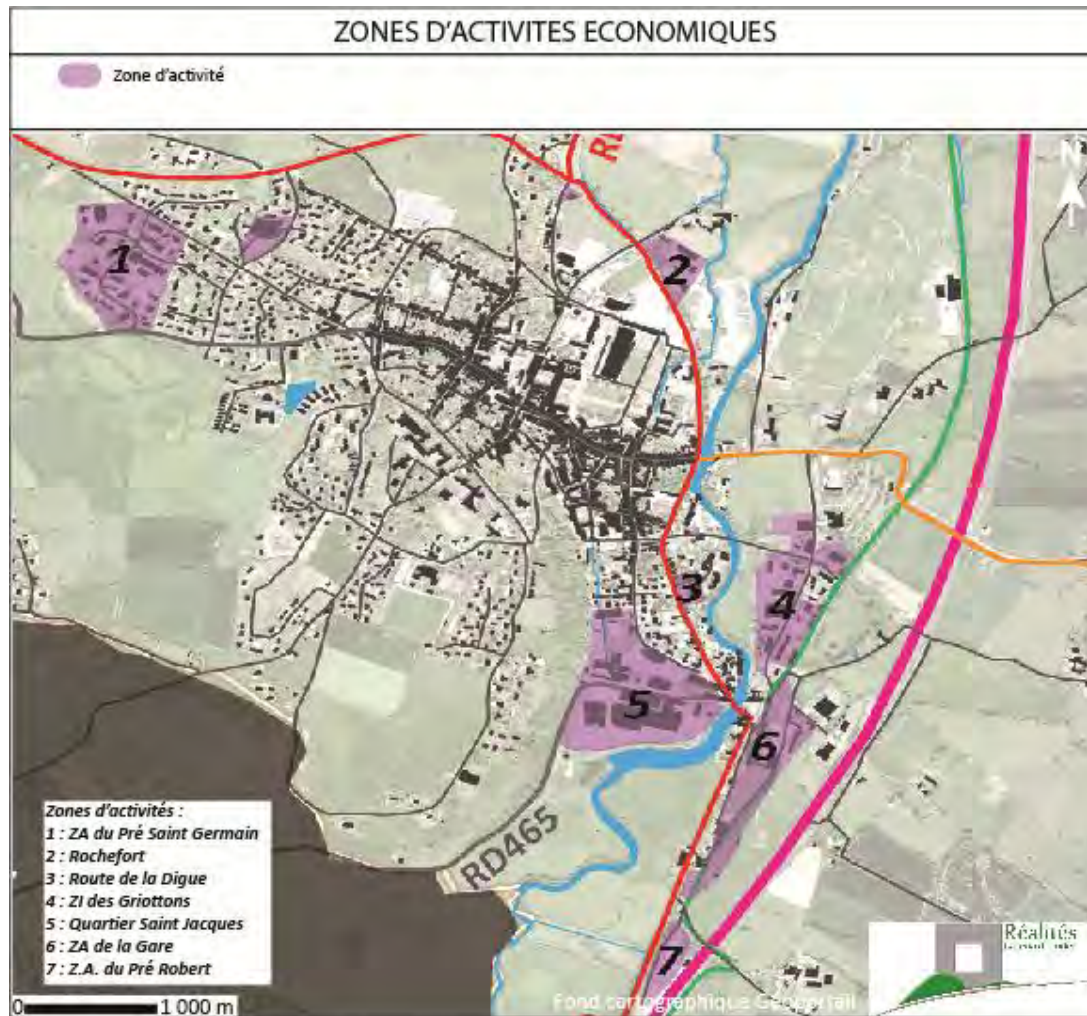 ZONES D'ACTIVITES ECONOMIQUES
Zone d'activité
N
1
2
3
4
5
6
7
RD465
Zones d'activités :
1 : ZA du Pré Saint Germain
2 : Rochefort
3 : Route de la Digue
4 : ZI des Griottons
5 : Quartier Saint Jacques
6 : ZA de la Gare
7 : Z.A. du Pré Robert
Réalités
0 1 000 m
Fond cartographique Géoportail